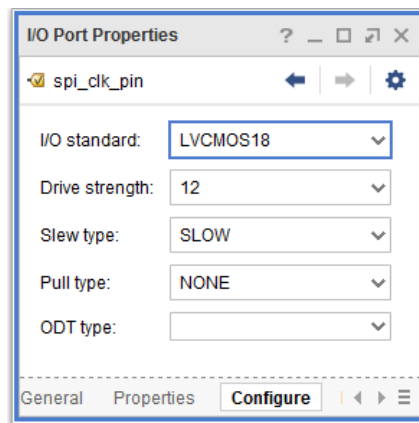 I/O Port Properties
spi_clk_pin
I/O standard: LVCMOS18
Drive strength: 12
Slew type: SLOW
Pull type: NONE
ODT type:
General Properties Configure